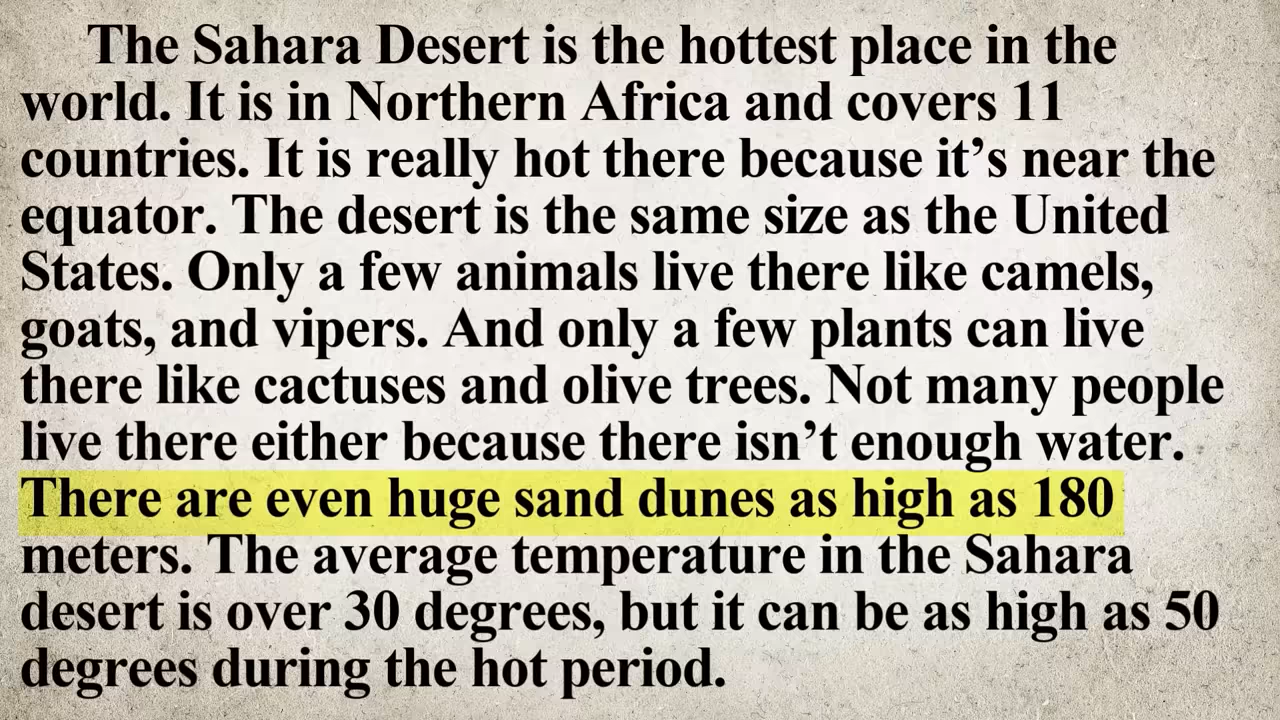 The Sahara Desert is the hottest place in the
world. It is in Northern Africa and covers 11
countries. It is really hot there because it’s near the
equator. The desert is the same size as the United
States. Only a few animals live there like camels,
goats, and vipers. And only a few plants can live
there like cactuses and olive trees. Not many people
live there either because there isn’t enough water.
There are even huge sand dunes as high as 180
meters. The average temperature in the Sahara
desert is over 30 degrees, but it can be as high as 50
degrees during the hot period.